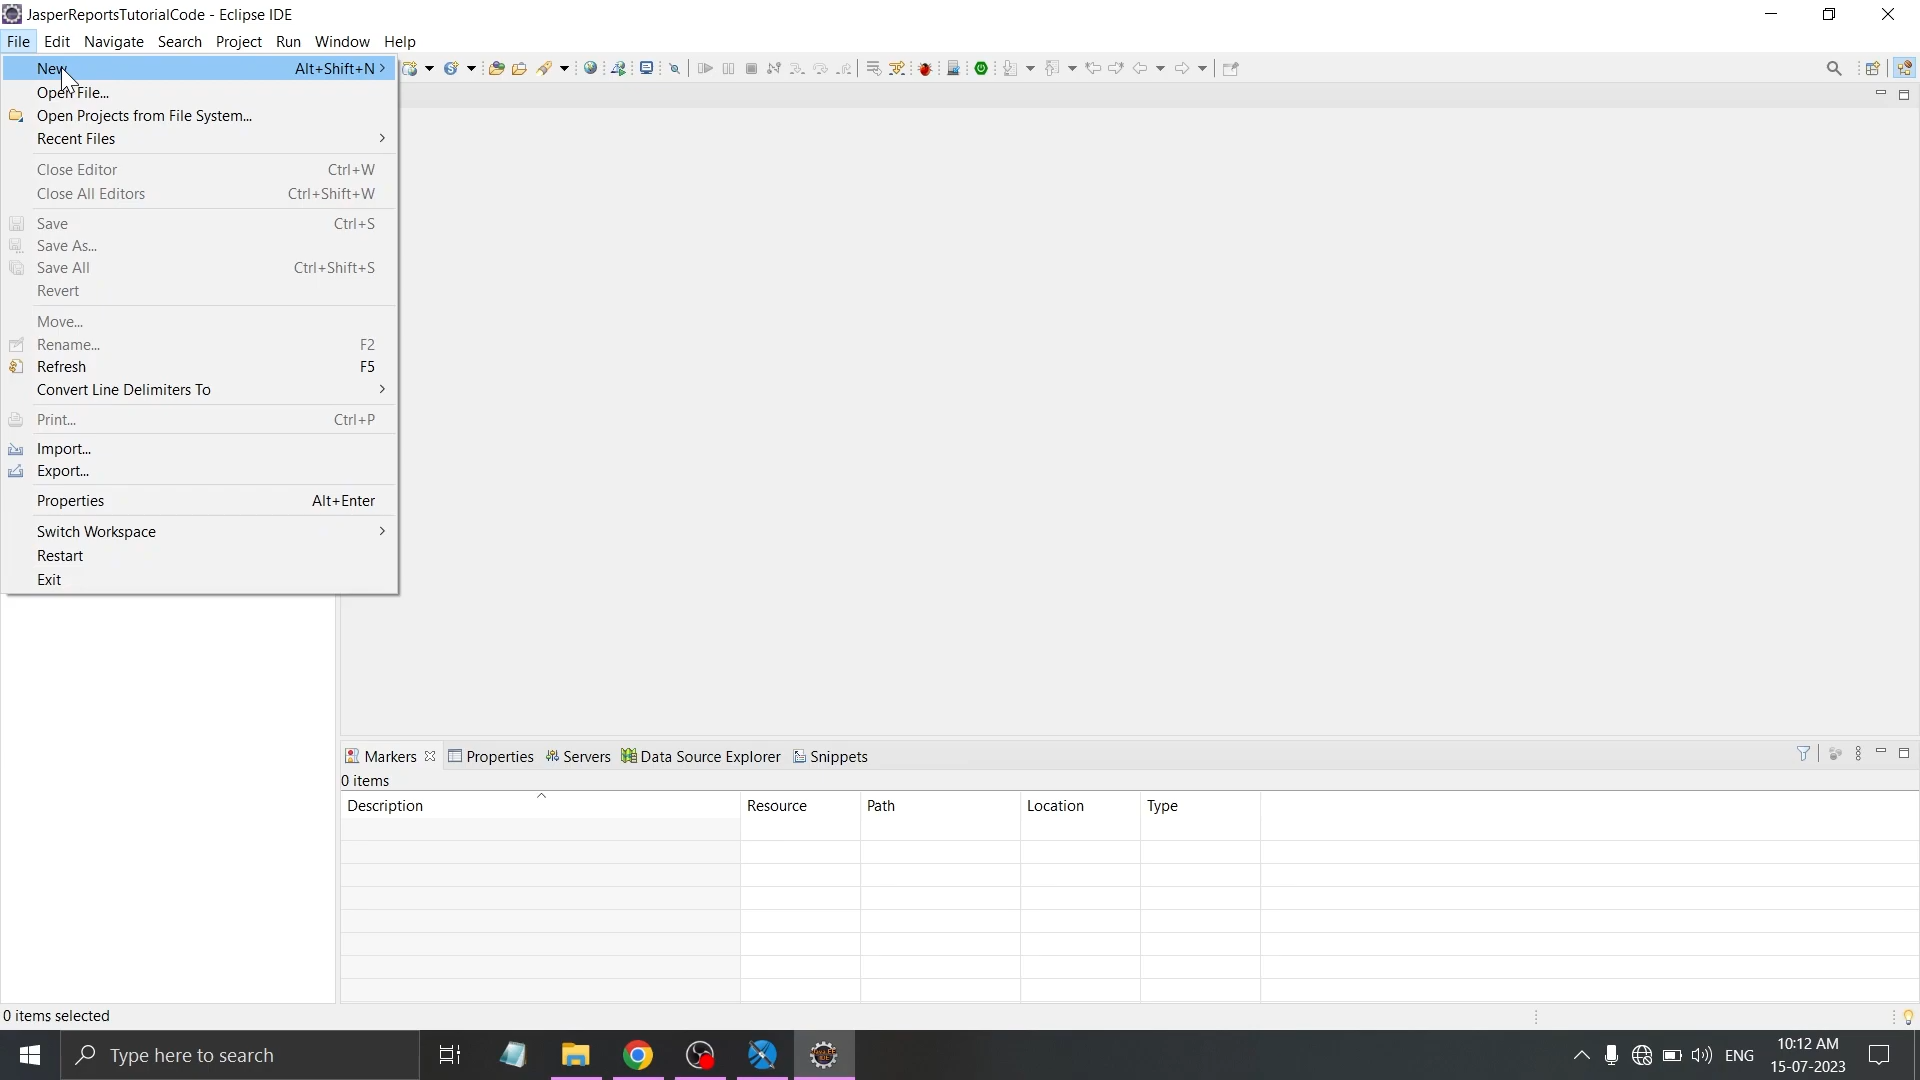 JasperReportsTutorialCode - Eclipse IDE
File Edit Navigate Search Project Run Window Help
New Alt+Shift+N
Open File...
Open Projects from File System...
Recent Files
Close Editor Ctrl+W
Close All Editors Ctrl+Shift+W
Save Ctrl+S
Save As...
Save All Ctrl+Shift+S
Revert
Move...
Rename... F2
Refresh F5
Convert Line Delimiters To
Print... Ctrl+P
Import...
Export...
Properties Alt+Enter
Switch Workspace
Restart
Exit
Markers Properties Servers Data Source Explorer Snippets
0 items
Description Resource Path Location Type
0 items selected
Type here to search
ENG
10:12 AM
15-07-2023